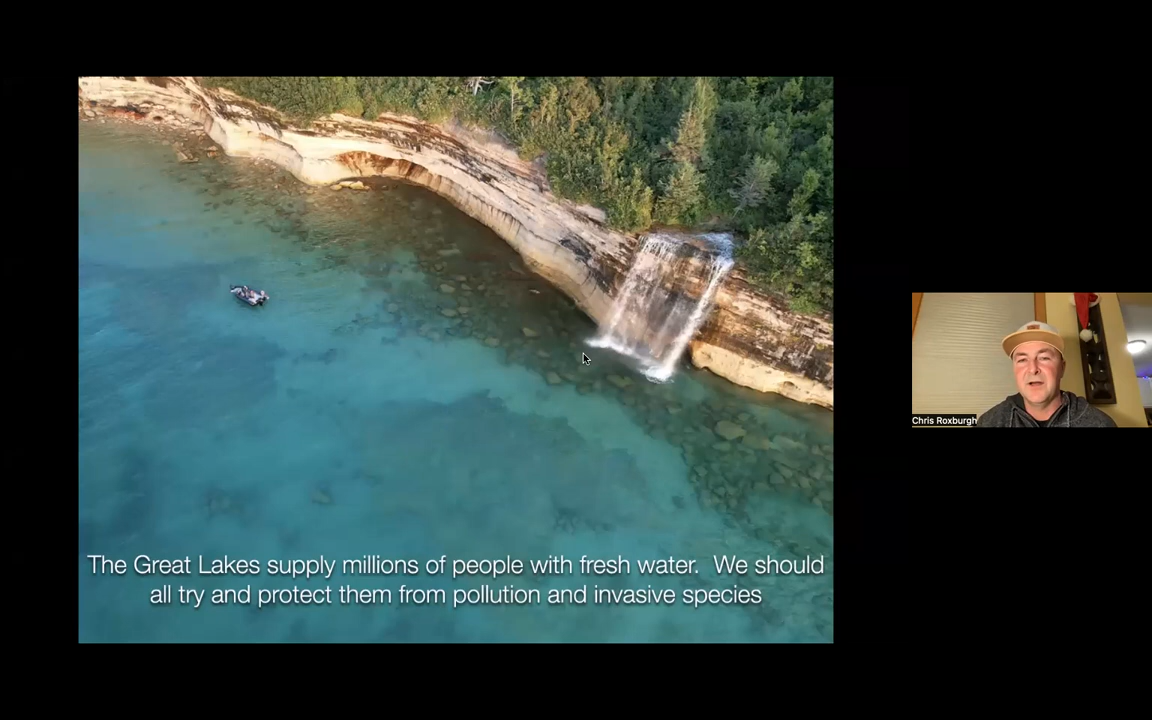 The Great Lakes supply millions of people with fresh water.  We should
all try and protect them from pollution and invasive species
Chris Roxburgh